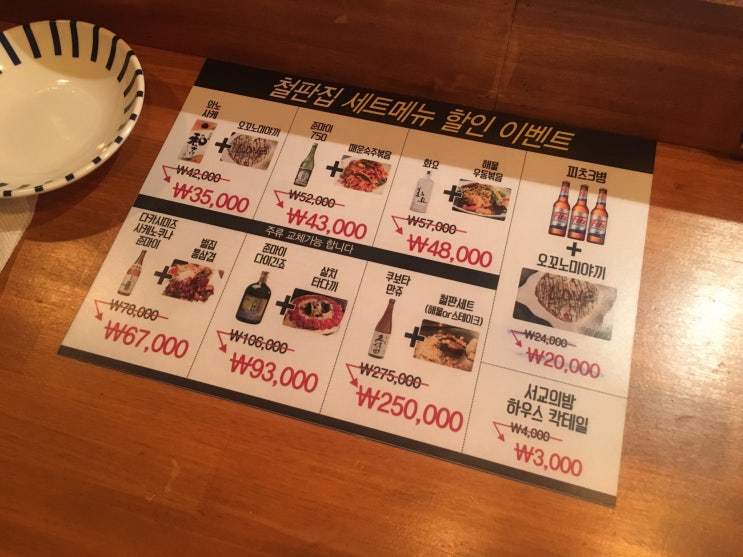 철판집 세트메뉴 할인 이벤트
와노
사케
+
오꼬노미야끼
₩42,000
₩35,000
준마이
750
+
매운숙주볶음
₩52,000
₩43,000
화요
+
해물
우동볶음
₩57,000
₩48,000
피츠3병
+
오꼬노미야끼
₩24,000
₩20,000
주류 교체가능 합니다
다카시미즈
사케노쿠니
준마이
+
벌집
통삼겹
₩78,000
₩67,000
준마이
다이긴죠
+
살치
타다끼
₩106,000
₩93,000
쿠보타
만쥬
+
철판세트
(해물or스테이크)
₩275,000
₩250,000
서교의밤
하우스 칵테일
₩4,000
₩3,000